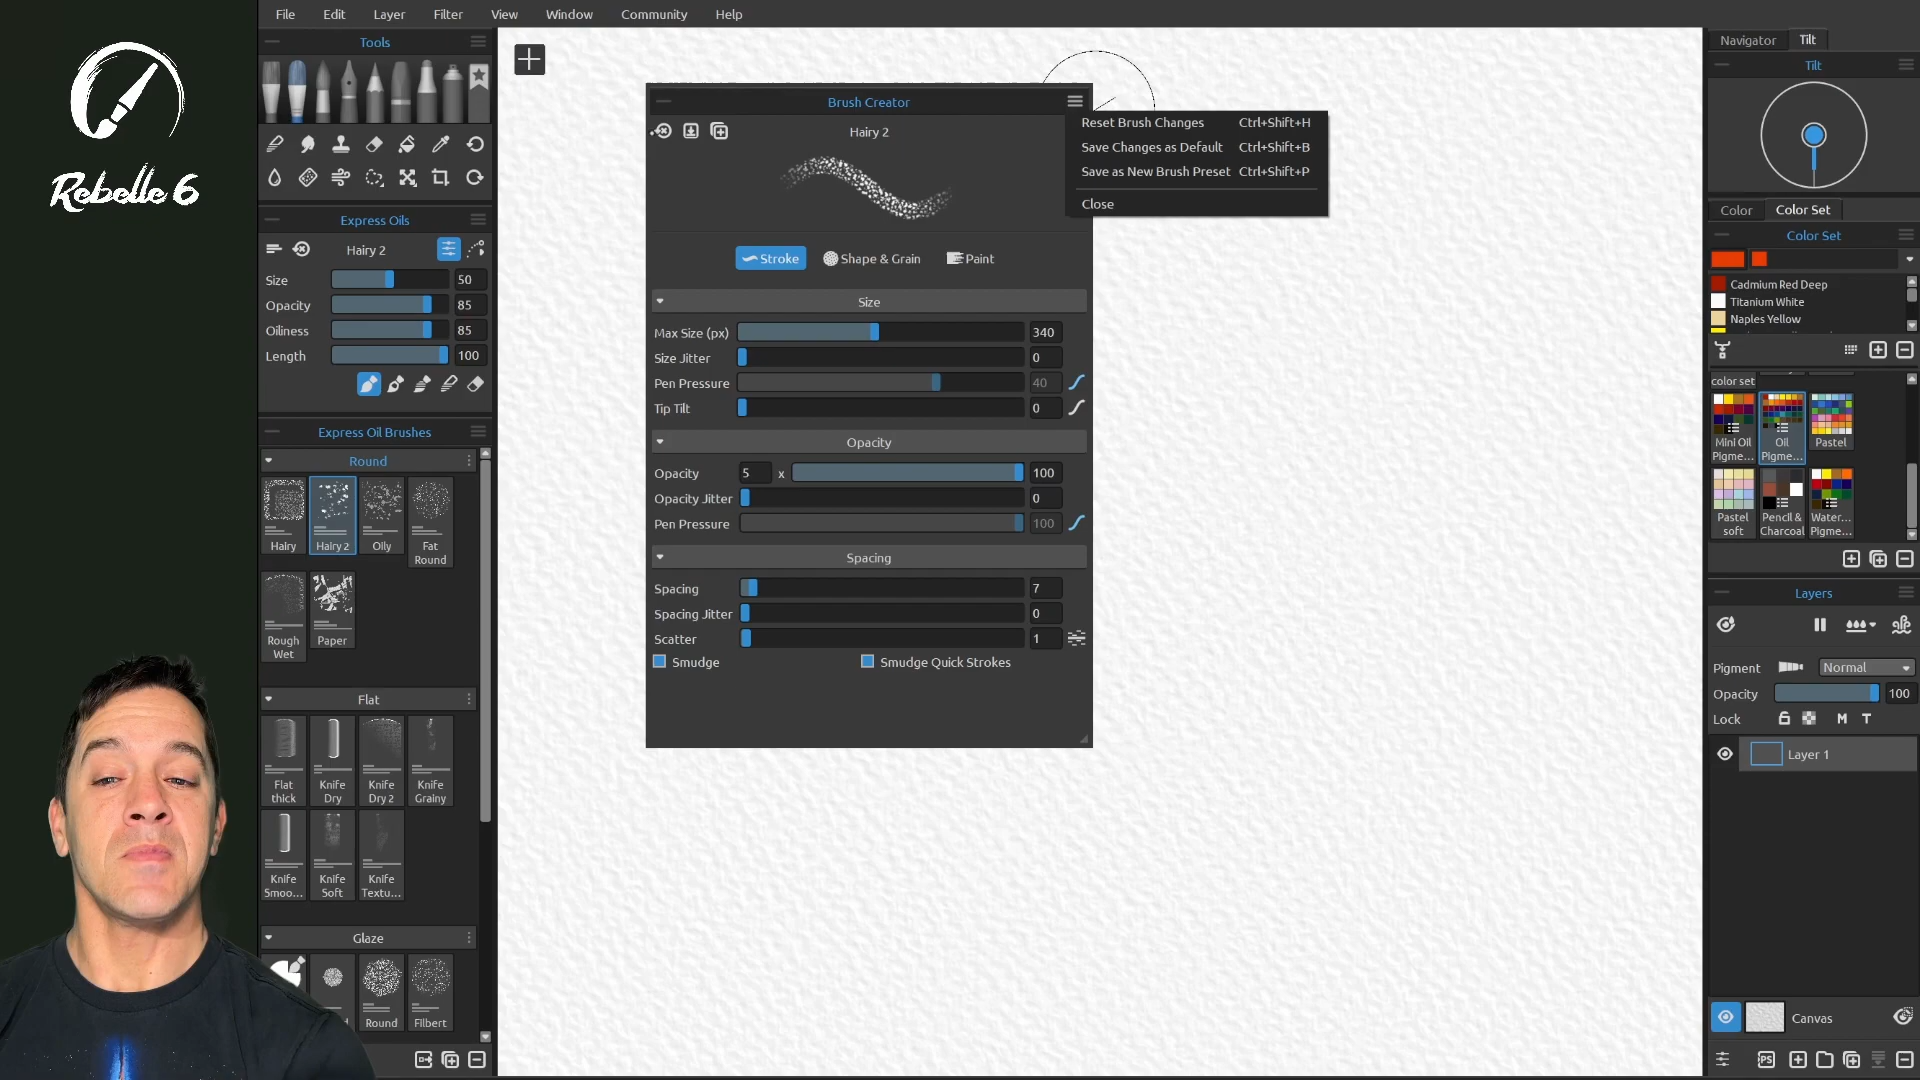 File Edit Layer Filter View Window Community Help
Rebelle 6
Tools
Express Oils
Hairy 2
Size 50
Opacity 85
Oiliness 85
Length 100
Express Oil Brushes
Round
Hairy
Hairy 2
Oily
Fat Round
Rough Wet
Paper
Flat
Flat thick
Knife Dry
Knife Dry 2
Knife Grainy
Knife Smoo...
Knife Soft
Knife Textu...
Glaze
Round
Filbert
Brush Creator
Hairy 2
Stroke Shape & Grain Paint
Size
Max Size (px) 340
Size Jitter 0
Pen Pressure 40
Tip Tilt 0
Opacity
Opacity 5 x 100
Opacity Jitter 0
Pen Pressure 100
Spacing
Spacing 7
Spacing Jitter 0
Scatter 1
Smudge Smudge Quick Strokes
Reset Brush Changes Ctrl+Shift+H
Save Changes as Default Ctrl+Shift+B
Save as New Brush Preset Ctrl+Shift+P
Close
Navigator Tilt
Tilt
Color Color Set
Color Set
Cadmium Red Deep
Titanium White
Naples Yellow
color set
Mini Oil Pigme...
Oil Pigme...
Pastel
Pastel soft
Pencil & Charcoal
Water... Pigme...
Layers
Pigment Normal
Opacity 100
Lock M T
Layer 1
Canvas
PS